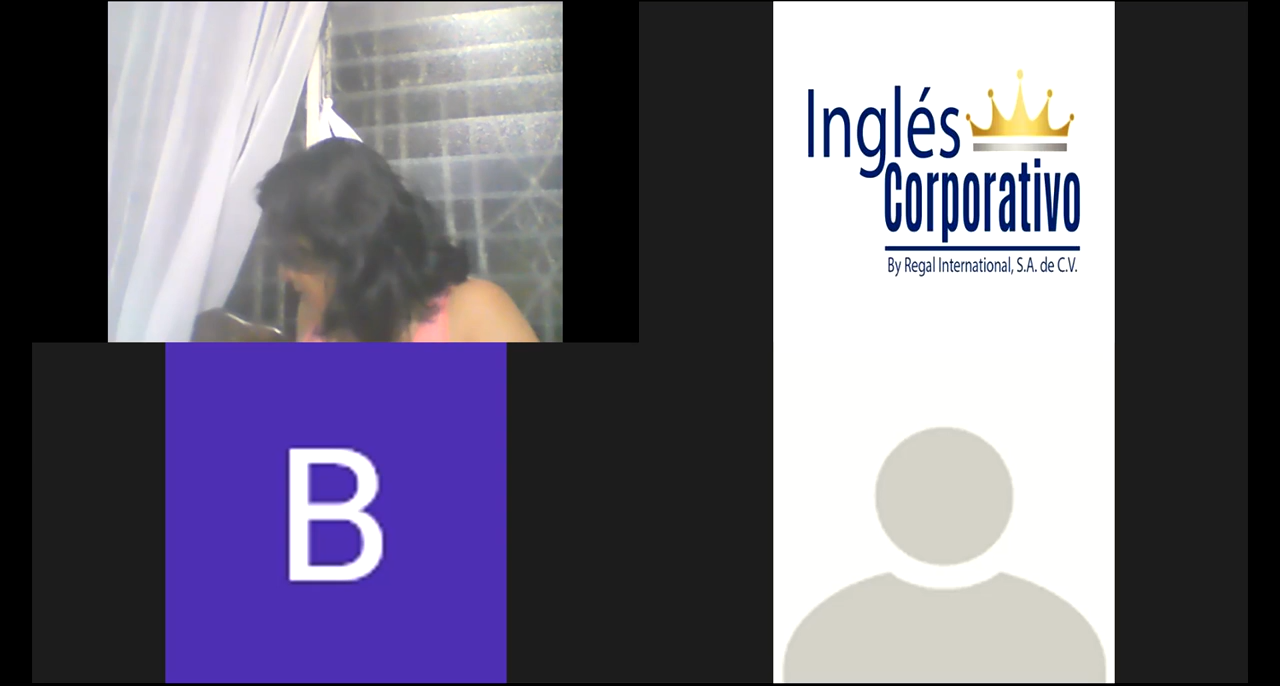 Inglés
Corporativo
By Regal International, S.A. de C.V.
B